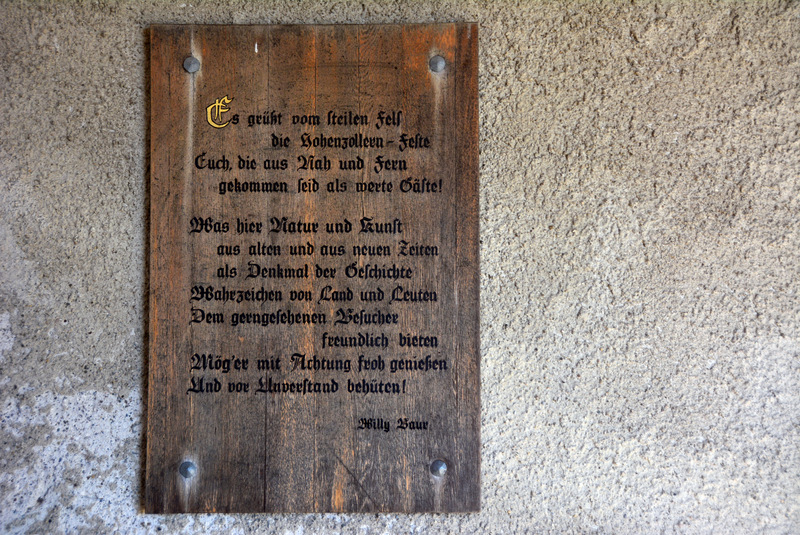 Es grüßt vom steilen Fels
die Hohenzollern-Feste
Euch, die aus Nah und Fern
gekommen seid als werte Gäste!
Was hier Natur und Kunst
aus alten und aus neuen Zeiten
als Denkmal der Geschichte
Wahrzeichen von Land und Leuten
Dem gerngesehenen Besucher
freundlich bieten
Mög'er mit Achtung froh genießen
Und vor Unverstand behüten!
Willy Baur